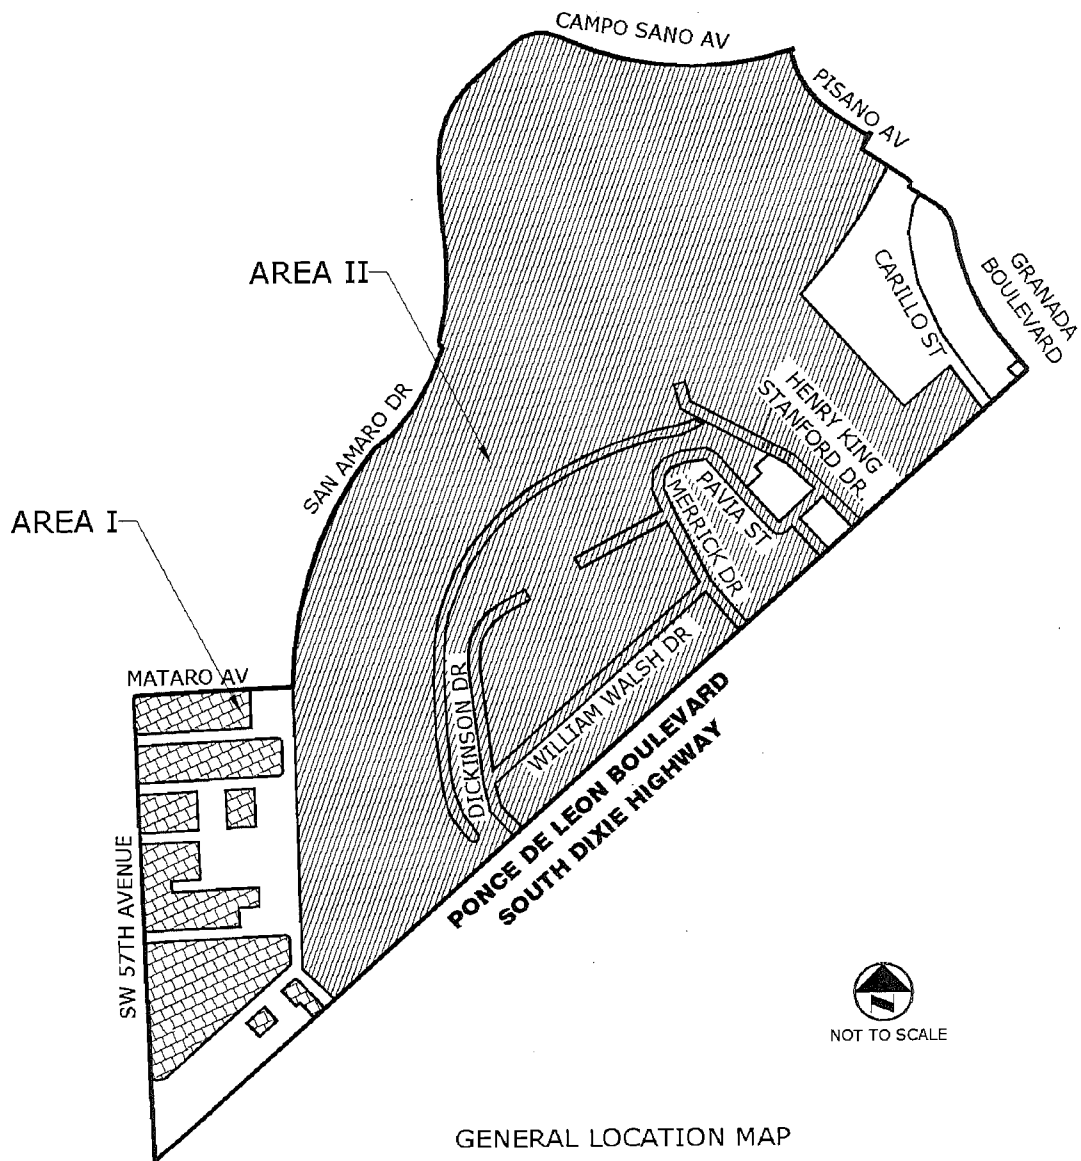 CAMPO SANO AV
PISANO AV
AREA II
CARILLO ST
GRANADA
BOULEVARD
SAN AMARO DR
HENRY KING
STANFORD DR.
AREA I
PAVIA ST
MERRICK DR
MATARO AV
DICKINSON DR
WILLIAM WALSH DR
PONCE DE LEON BOULEVARD
SOUTH DIXIE HIGHWAY
SW 57TH AVENUE
NOT TO SCALE
GENERAL LOCATION MAP